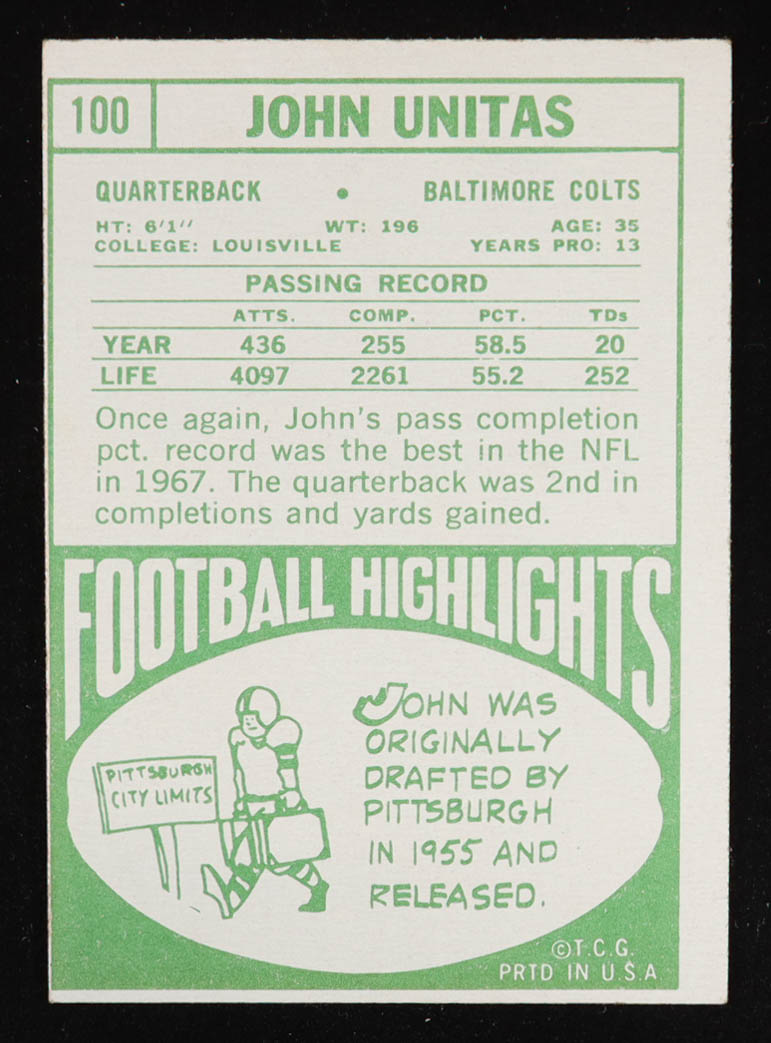 100 JOHN UNITAS
QUARTERBACK • BALTIMORE COLTS
HT: 6'1" WT: 196 AGE: 35
COLLEGE: LOUISVILLE YEARS PRO: 13
PASSING RECORD
ATTS. COMP. PCT. TDs
YEAR 436 255 58.5 20
LIFE 4097 2261 55.2 252
Once again, John's pass completion
pct. record was the best in the NFL
in 1967. The quarterback was 2nd in
completions and yards gained.
FOOTBALL HIGHLIGHTS
PITTSBURGH
CITY LIMITS
JOHN WAS
ORIGINALLY
DRAFTED BY
PITTSBURGH
IN 1955 AND
RELEASED.
©T.C.G.
PRTD IN U.S.A.